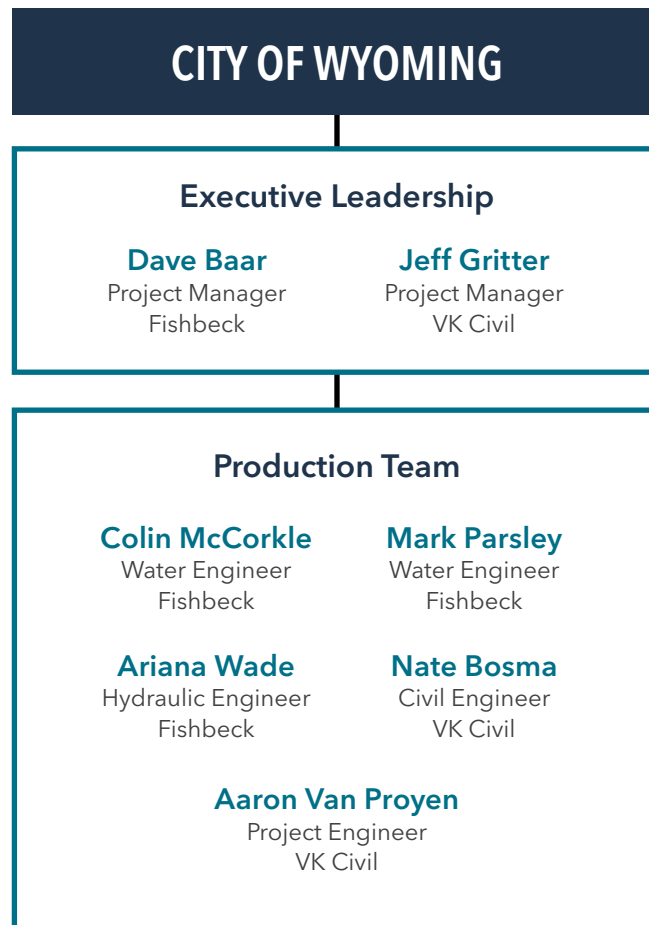 CITY OF WYOMING
Executive Leadership
Dave Baar
Project Manager
Fishbeck
Jeff Gritter
Project Manager
VK Civil
Production Team
Colin McCorkle
Water Engineer
Fishbeck
Mark Parsley
Water Engineer
Fishbeck
Ariana Wade
Hydraulic Engineer
Fishbeck
Nate Bosma
Civil Engineer
VK Civil
Aaron Van Proyen
Project Engineer
VK Civil